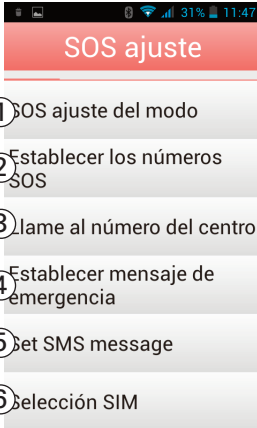 31% 11:47
SOS ajuste
1 SOS ajuste del modo
2 Establecer los números
SOS
3 Llame al número del centro
4 Establecer mensaje de
emergencia
5 Set SMS message
6 Selección SIM